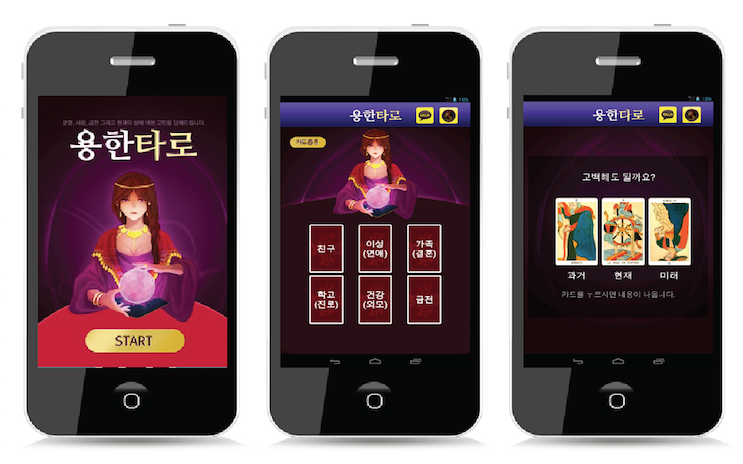 운명, 사랑, 금전 그리고 현재의 삶에 대한 고민을 답해드립니다.
용한타로
START
용한타로
TALK
카드종류
친구
이성
(연애)
가족
(결혼)
학교
(진로)
건강
(외모)
금전
용한타로
TALK
고백해도 될까요?
과거
현재
미래
카드를 누르시면 내용이 나옵니다.